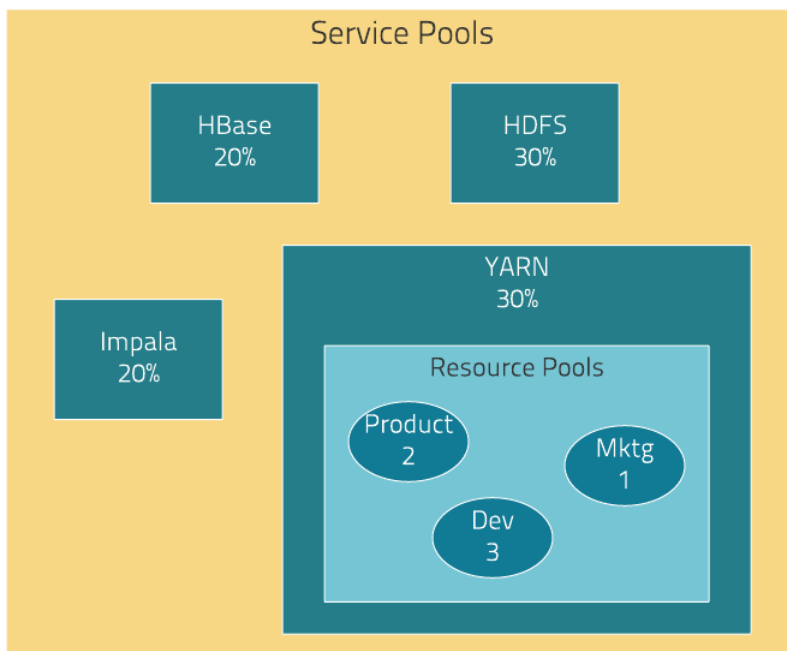 Service Pools
HBase
20%
HDFS
30%
YARN
30%
Impala
20%
Resource Pools
Product
2
Mktg
1
Dev
3